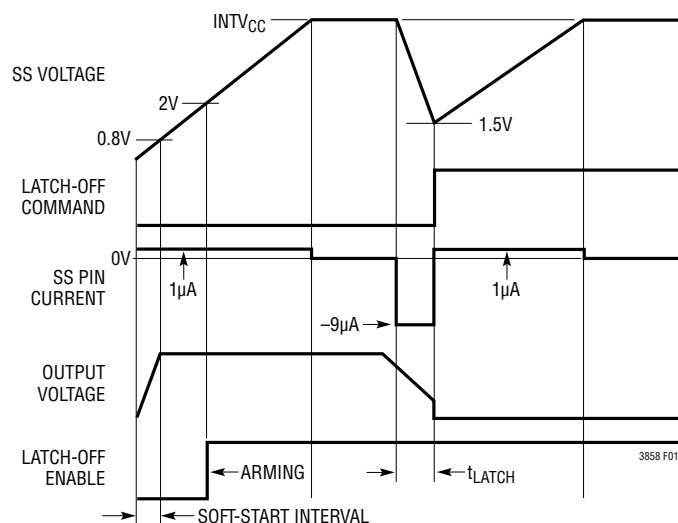 INTVCC
SS VOLTAGE
2V
0.8V
1.5V
LATCH-OFF
COMMAND
0V
SS PIN
CURRENT
1µA
1µA
–9µA
OUTPUT
VOLTAGE
LATCH-OFF
ENABLE
ARMING
tLATCH
3858 F01
SOFT-START INTERVAL